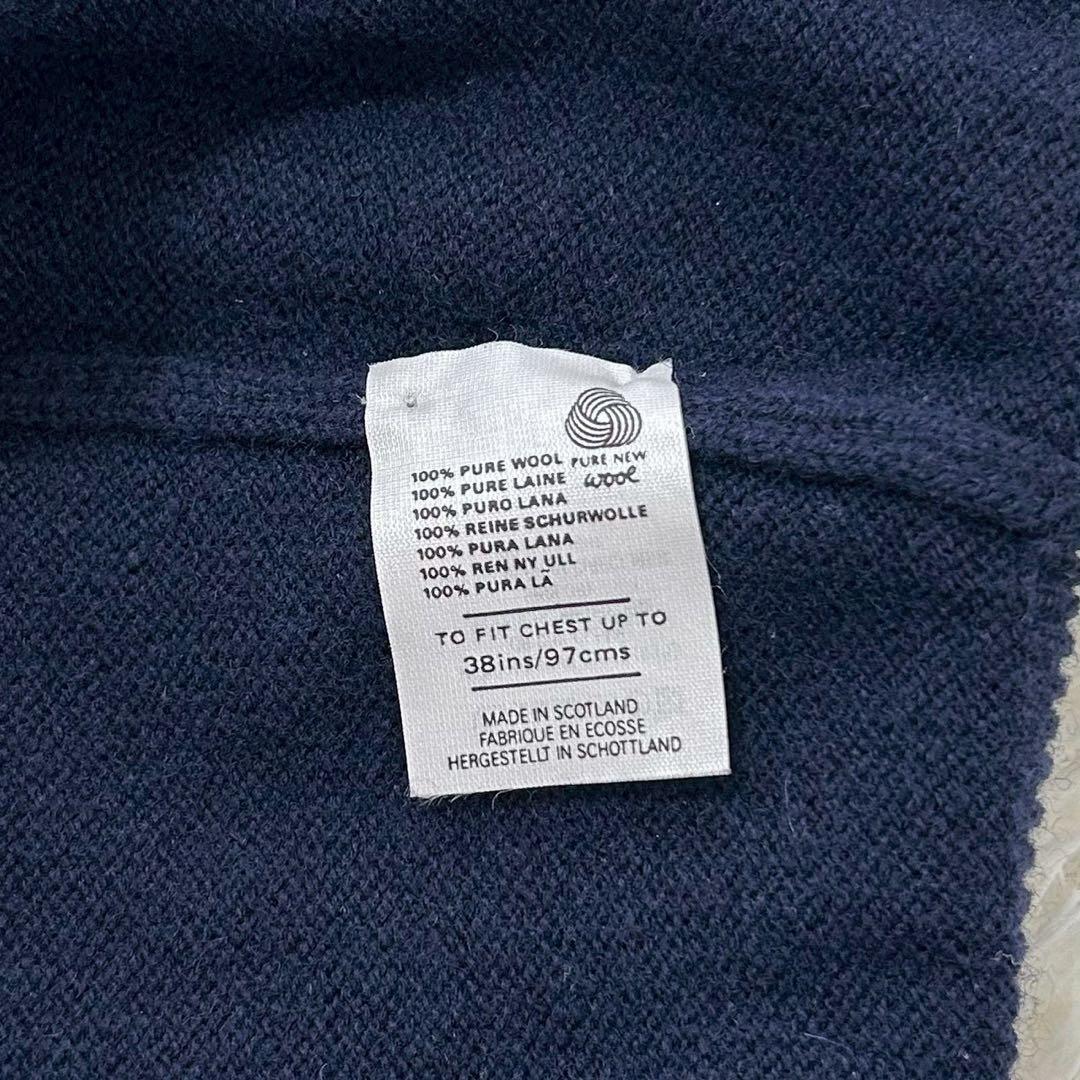 PURE NEW
wool
100% PURE WOOL
100% PURE LAINE
100% PURO LANA
100% REINE SCHURWOLLE
100% PURA LANA
100% REN NY ULL
100% PURA LÃ
TO FIT CHEST UP TO
38ins/97cms
MADE IN SCOTLAND
FABRIQUE EN ECOSSE
HERGESTELLT IN SCHOTTLAND